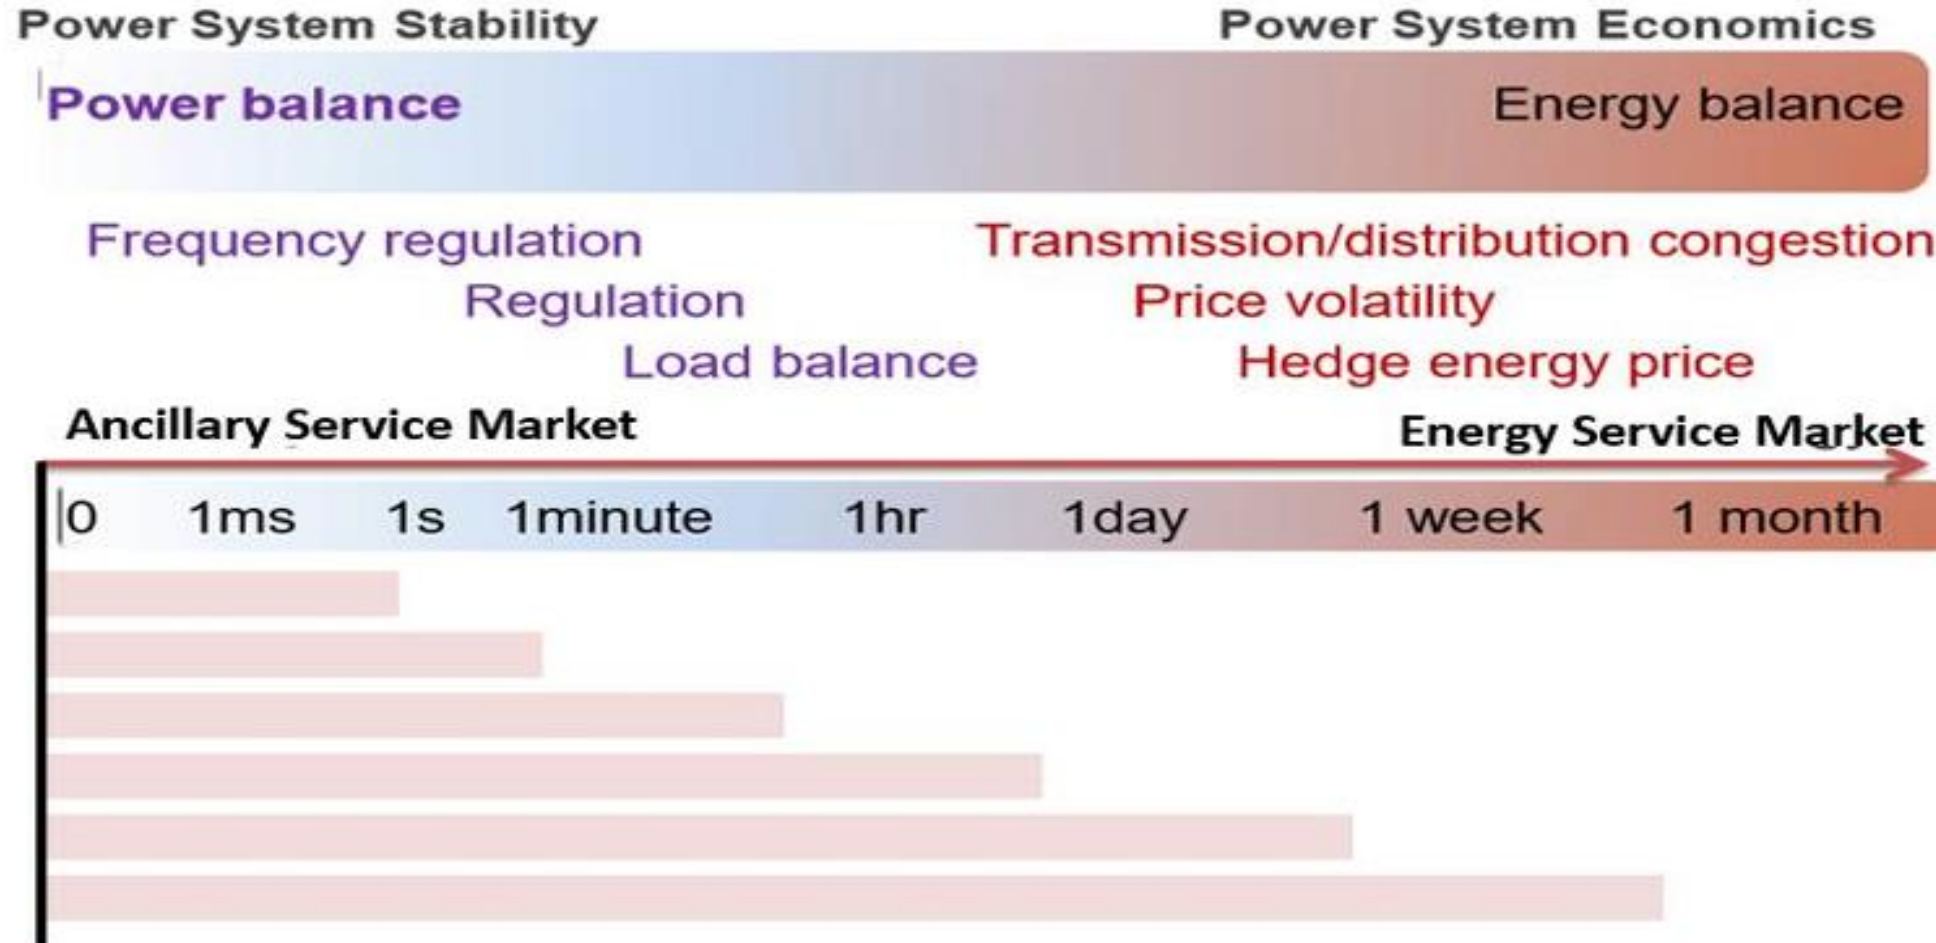 Power System Stability Power System Economics
Power balance Energy balance
Frequency regulation Transmission/distribution congestion
Regulation Price volatility
Load balance Hedge energy price
Ancillary Service Market Energy Service Market
0 1ms 1s 1minute 1hr 1day 1 week 1 month